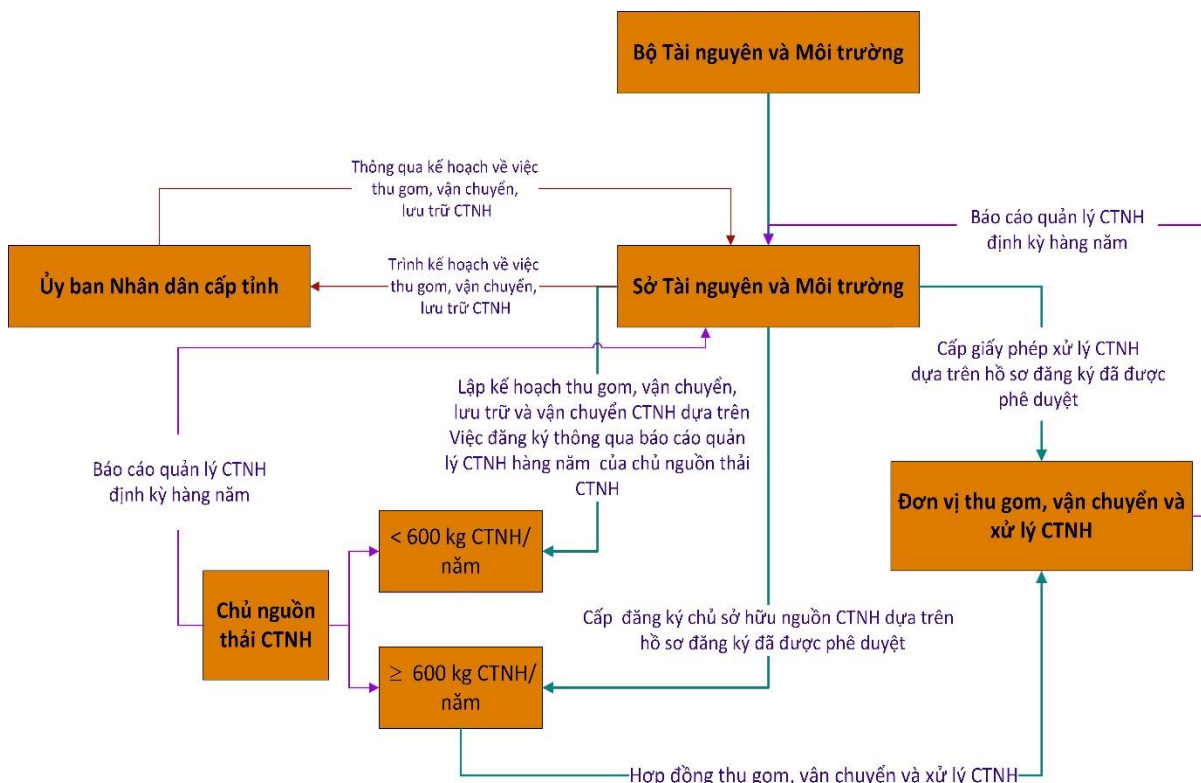 Bộ Tài nguyên và Môi trường
Thông qua kế hoạch về việc
thu gom, vận chuyển,
lưu trữ CTNH
Báo cáo quản lý CTNH
định kỳ hàng năm
Ủy ban Nhân dân cấp tỉnh
Trình kế hoạch về việc
thu gom, vận chuyển,
lưu trữ CTNH
Sở Tài nguyên và Môi trường
Cấp giấy phép xử lý CTNH
dựa trên hồ sơ đăng ký đã được
phê duyệt
Lập kế hoạch thu gom, vận chuyển,
lưu trữ và vận chuyển CTNH dựa trên
Việc đăng ký thông qua báo cáo quản
lý CTNH hàng năm của chủ nguồn thải
CTNH
Báo cáo quản lý CTNH
định kỳ hàng năm
Đơn vị thu gom, vận chuyển và
xử lý CTNH
< 600 kg CTNH/
năm
Chủ nguồn
thải CTNH
Cấp đăng ký chủ sở hữu nguồn CTNH dựa trên
hồ sơ đăng ký đã được phê duyệt
≥ 600 kg CTNH/
năm
Hợp đồng thu gom, vận chuyển và xử lý CTNH